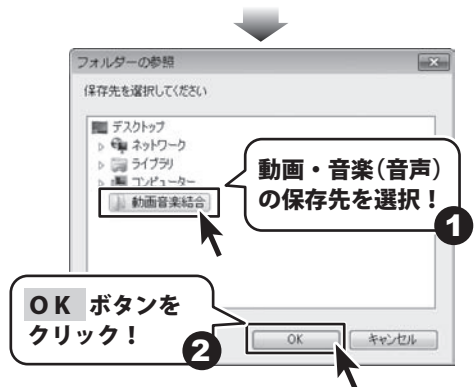 フォルダーの参照
保存先を選択してください
デスクトップ
ネットワーク
ライブラリ
コンピューター
動画音楽結合
動画・音楽(音声)
の保存先を選択！
1
OK ボタンを
クリック！
2
OK
キャンセル